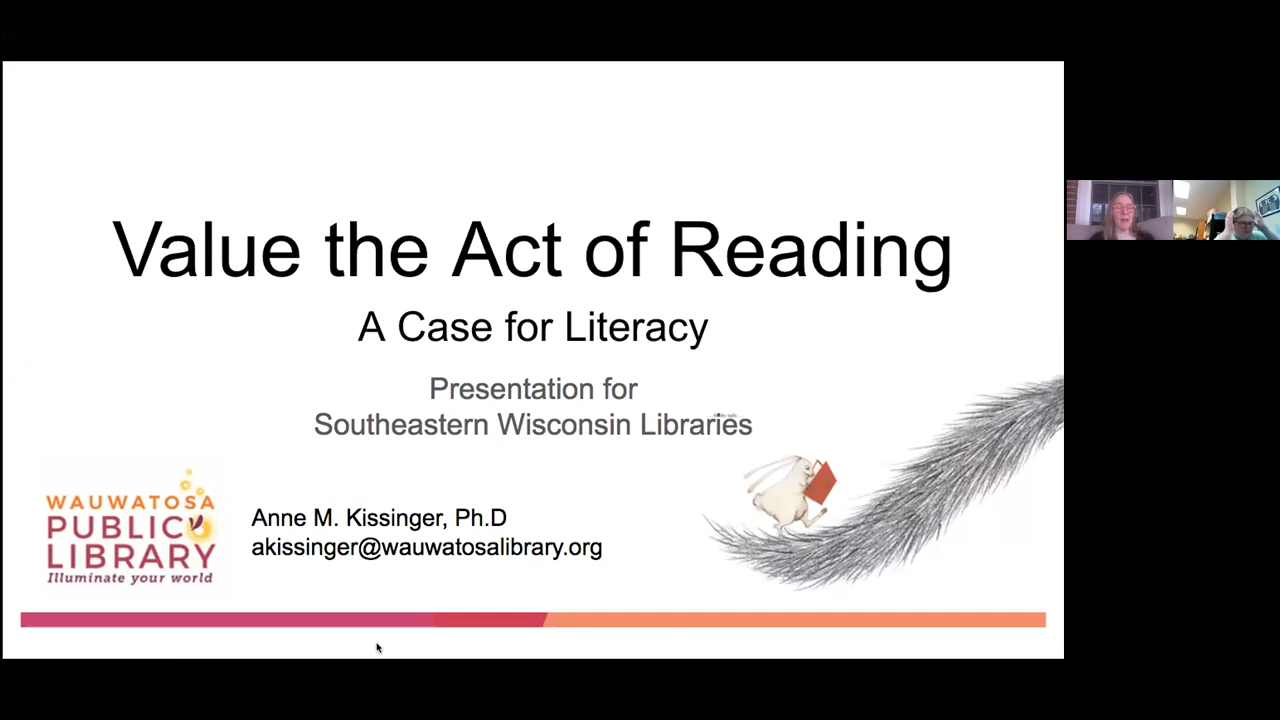 Value the Act of Reading
A Case for Literacy
Presentation for
Southeastern Wisconsin Libraries
WAUWATOSA
PUBLIC
LIBRARY
Illuminate your world
Anne M. Kissinger, Ph.D
akissinger@wauwatosalibrary.org